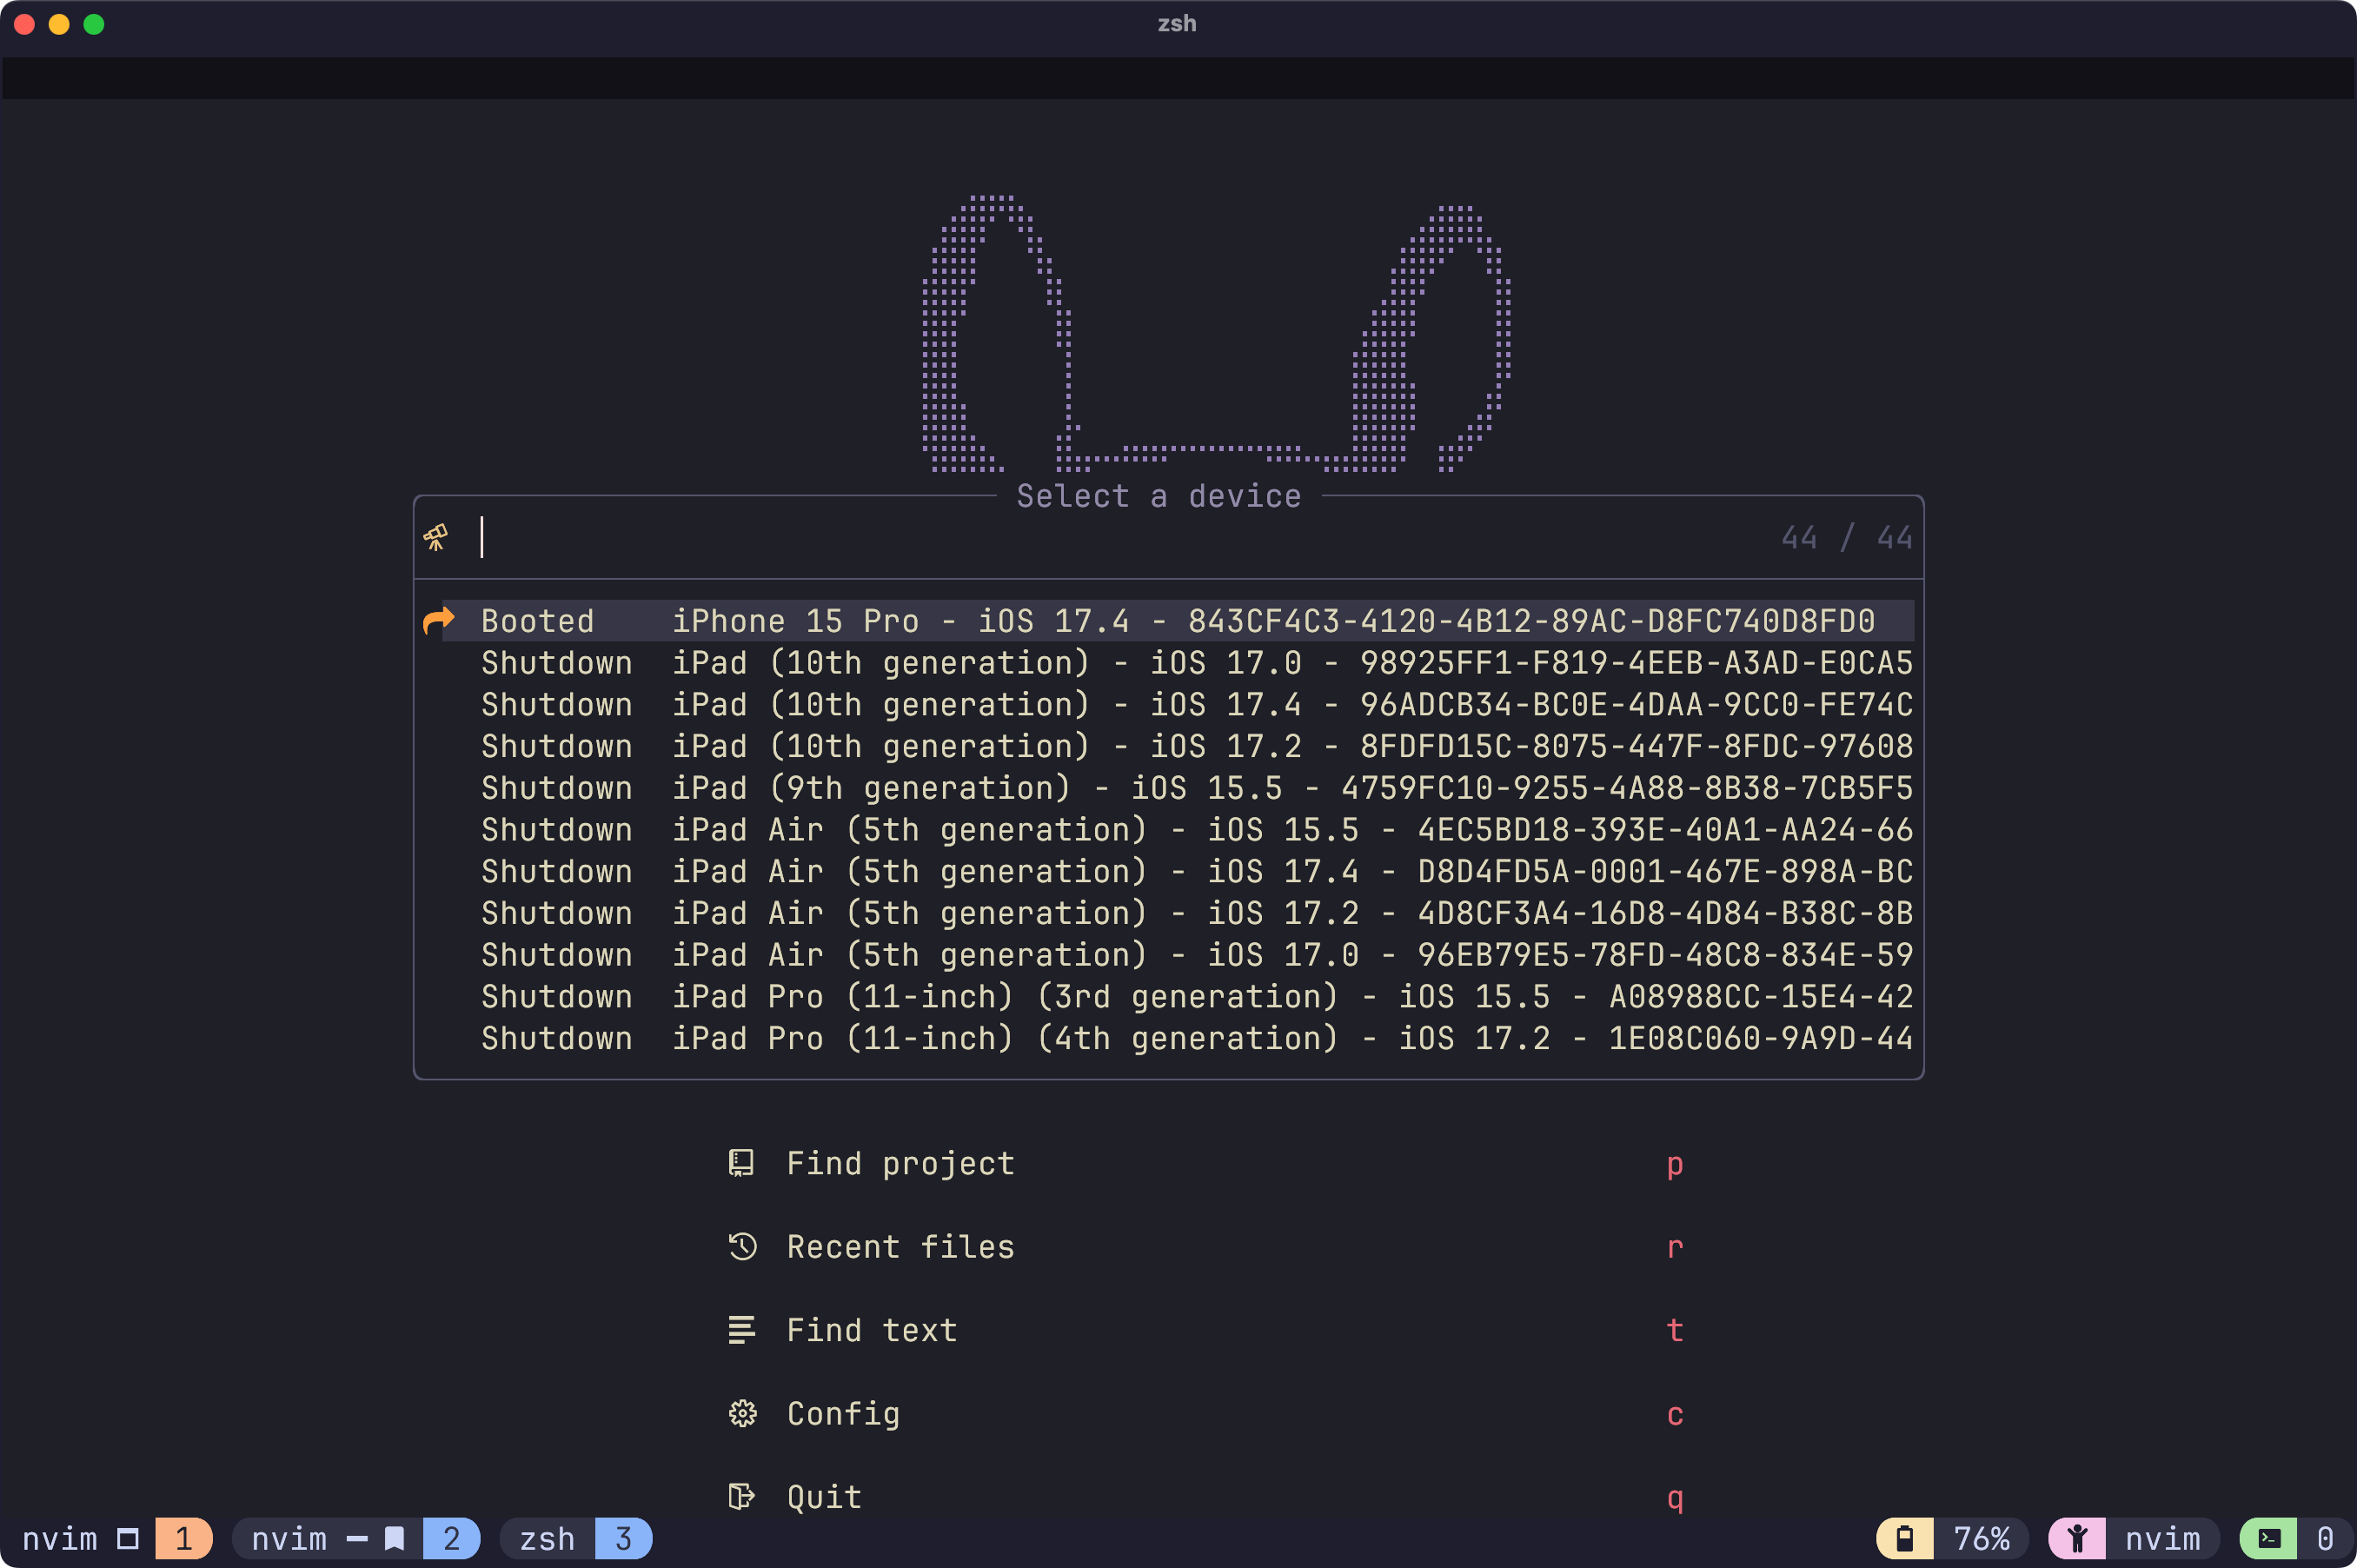 zsh
Select a device
44 / 44
Booted iPhone 15 Pro - iOS 17.4 - 843CF4C3-4120-4B12-89AC-D8FC740D8FD0
Shutdown iPad (10th generation) - iOS 17.0 - 98925FF1-F819-4EEB-A3AD-E0CA5
Shutdown iPad (10th generation) - iOS 17.4 - 96ADCB34-BC0E-4DAA-9CC0-FE74C
Shutdown iPad (10th generation) - iOS 17.2 - 8FDFD15C-8075-447F-8FDC-97608
Shutdown iPad (9th generation) - iOS 15.5 - 4759FC10-9255-4A88-8B38-7CB5F5
Shutdown iPad Air (5th generation) - iOS 15.5 - 4EC5BD18-393E-40A1-AA24-66
Shutdown iPad Air (5th generation) - iOS 17.4 - D8D4FD5A-0001-467E-898A-BC
Shutdown iPad Air (5th generation) - iOS 17.2 - 4D8CF3A4-16D8-4D84-B38C-8B
Shutdown iPad Air (5th generation) - iOS 17.0 - 96EB79E5-78FD-48C8-834E-59
Shutdown iPad Pro (11-inch) (3rd generation) - iOS 15.5 - A08988CC-15E4-42
Shutdown iPad Pro (11-inch) (4th generation) - iOS 17.2 - 1E08C060-9A9D-44
Find project p
Recent files r
Find text t
Config c
Quit q
nvim 1 nvim 2 zsh 3 76% nvim 0